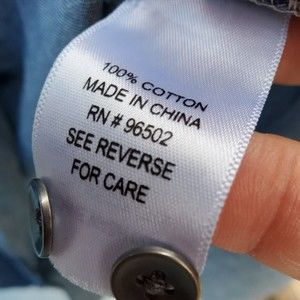 100% COTTON
MADE IN CHINA
RN # 96502
SEE REVERSE
FOR CARE